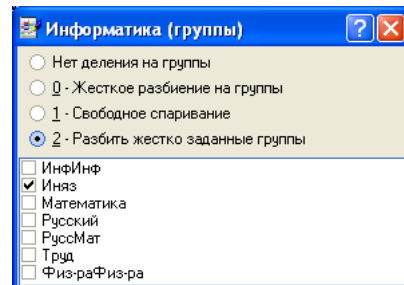 Информатика (группы)
Нет деления на группы
0 - Жесткое разбиение на группы
1 - Свободное спаривание
2 - Разбить жестко заданные группы
ИнфИнф
Иняз
Математика
Русский
РуссМат
Труд
Физ-раФиз-ра